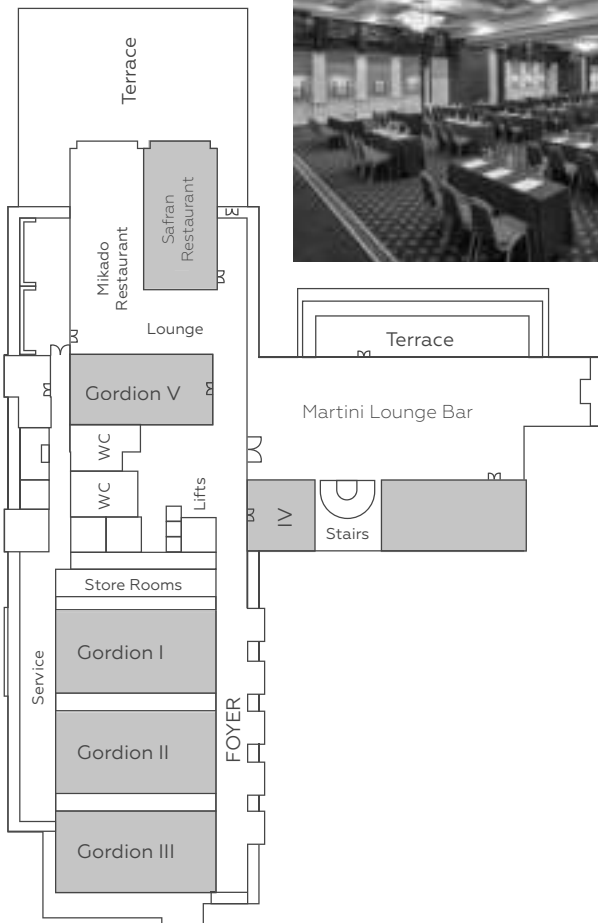 Terrace
Safran
Restaurant
Mikado
Restaurant
Lounge
Terrace
Gordion V
Martini Lounge Bar
WC
WC
Lifts
IV
Stairs
Store Rooms
Gordion I
Service
FOYER
Gordion II
Gordion III